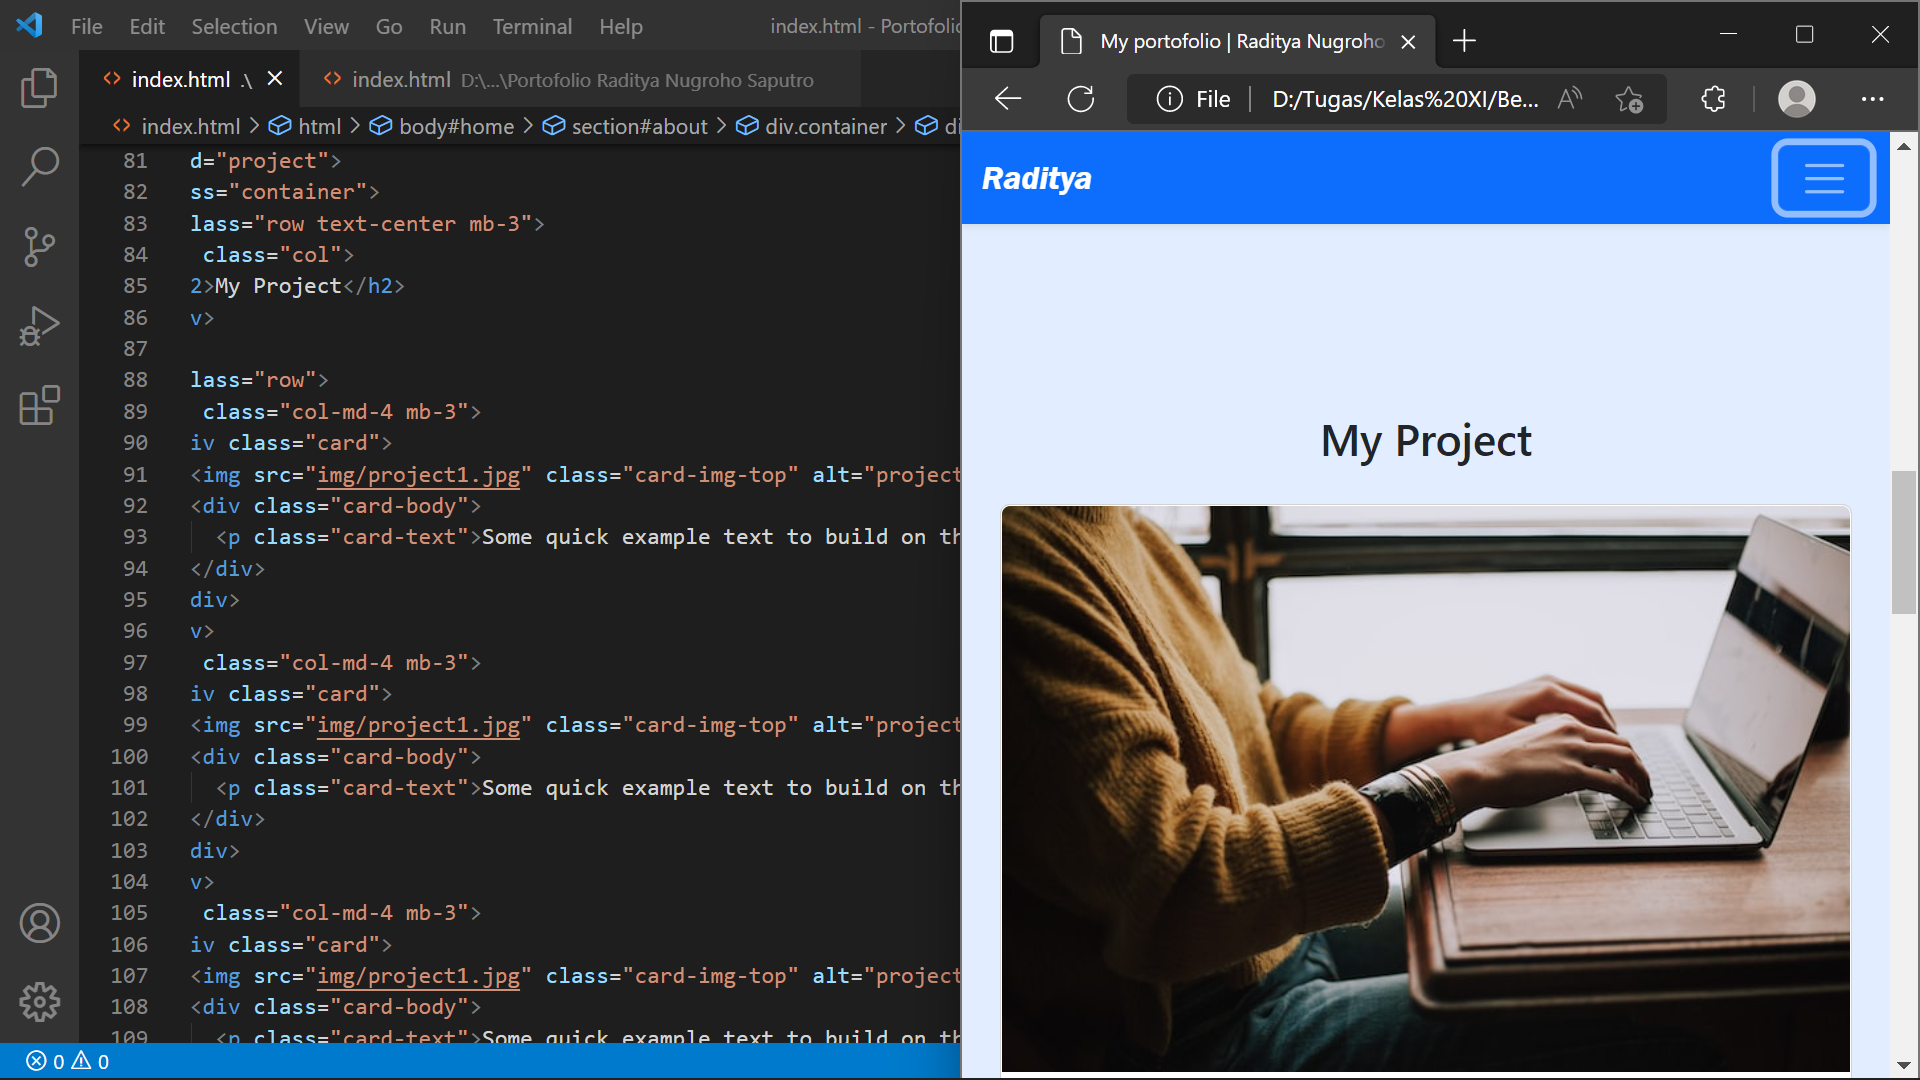 File Edit Selection View Go Run Terminal Help index.html - Portofolio
index.html .\ index.html D:\...\Portofolio Raditya Nugroho Saputro
index.html > html > body#home > section#about > div.container >
81 d="project">
82 ss="container">
83 lass="row text-center mb-3">
84 class="col">
85 2>My Project</h2>
86 v>
87
88 lass="row">
89 class="col-md-4 mb-3">
90 iv class="card">
91 <img src="img/project1.jpg" class="card-img-top" alt="project
92 <div class="card-body">
93 <p class="card-text">Some quick example text to build on th
94 </div>
95 div>
96 v>
97 class="col-md-4 mb-3">
98 iv class="card">
99 <img src="img/project1.jpg" class="card-img-top" alt="project
100 <div class="card-body">
101 <p class="card-text">Some quick example text to build on th
102 </div>
103 div>
104 v>
105 class="col-md-4 mb-3">
106 iv class="card">
107 <img src="img/project1.jpg" class="card-img-top" alt="project
108 <div class="card-body">
109 <p class="card-text">Some quick example text to build on th
0 0
My portofolio | Raditya Nugroho
File D:/Tugas/Kelas%20XI/Be...
Raditya
My Project